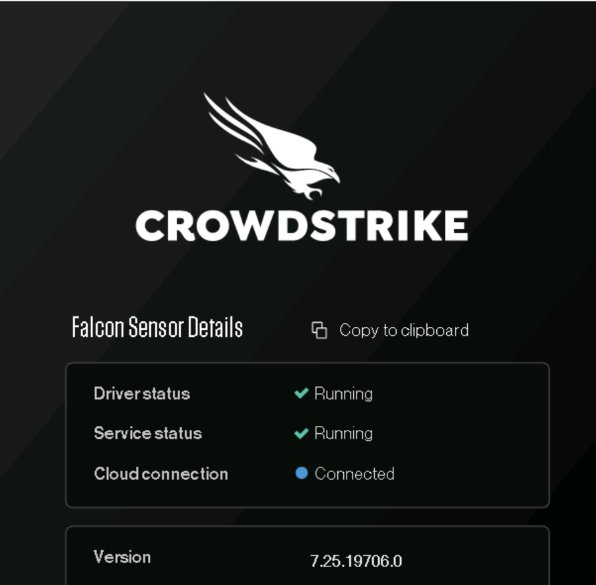 CROWDSTRIKE
Falcon Sensor Details
Copy to clipboard
Driver status Running
Service status Running
Cloud connection Connected
Version 7.25.19706.0